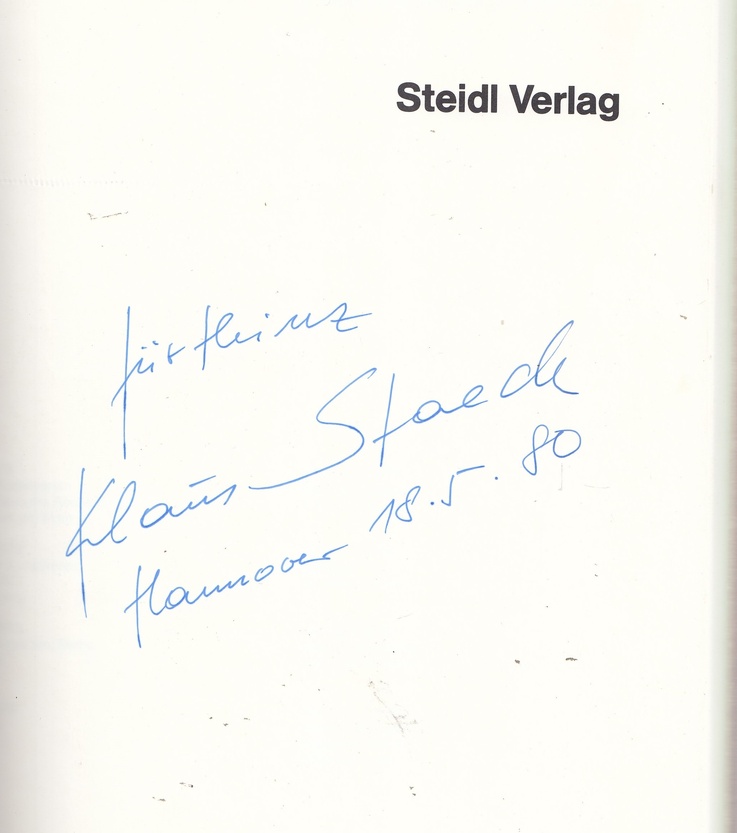 Steidl Verlag
für Heinz
Klaus Staeck
Hannover 18.5.80